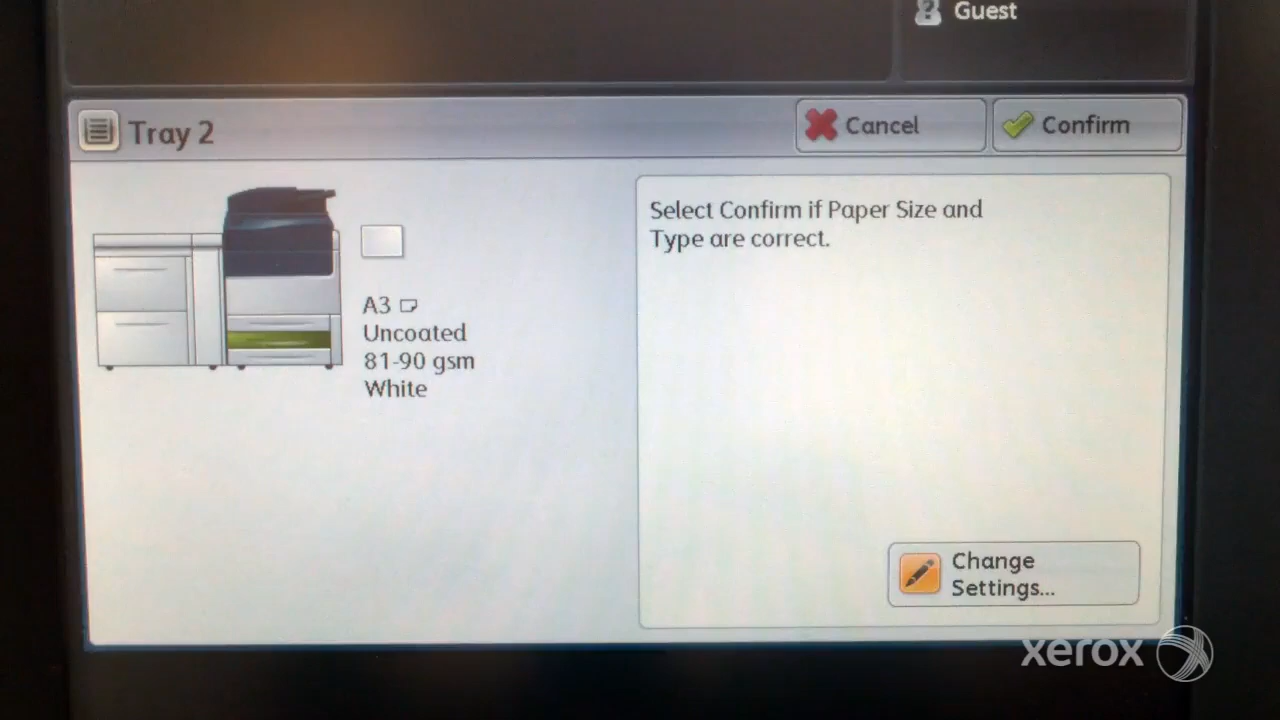 Guest
Tray 2
Cancel
Confirm
Select Confirm if Paper Size and
Type are correct.
A3
Uncoated
81-90 gsm
White
Change
Settings...
xerox